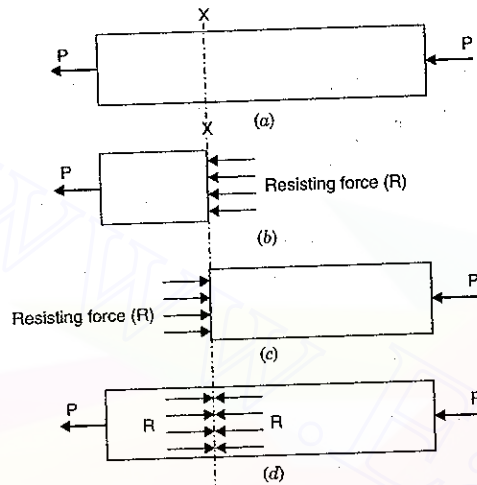 X
P
P
X
(a)
P
Resisting force (R)
(b)
P
Resisting force (R)
(c)
P
R
R
P
(d)